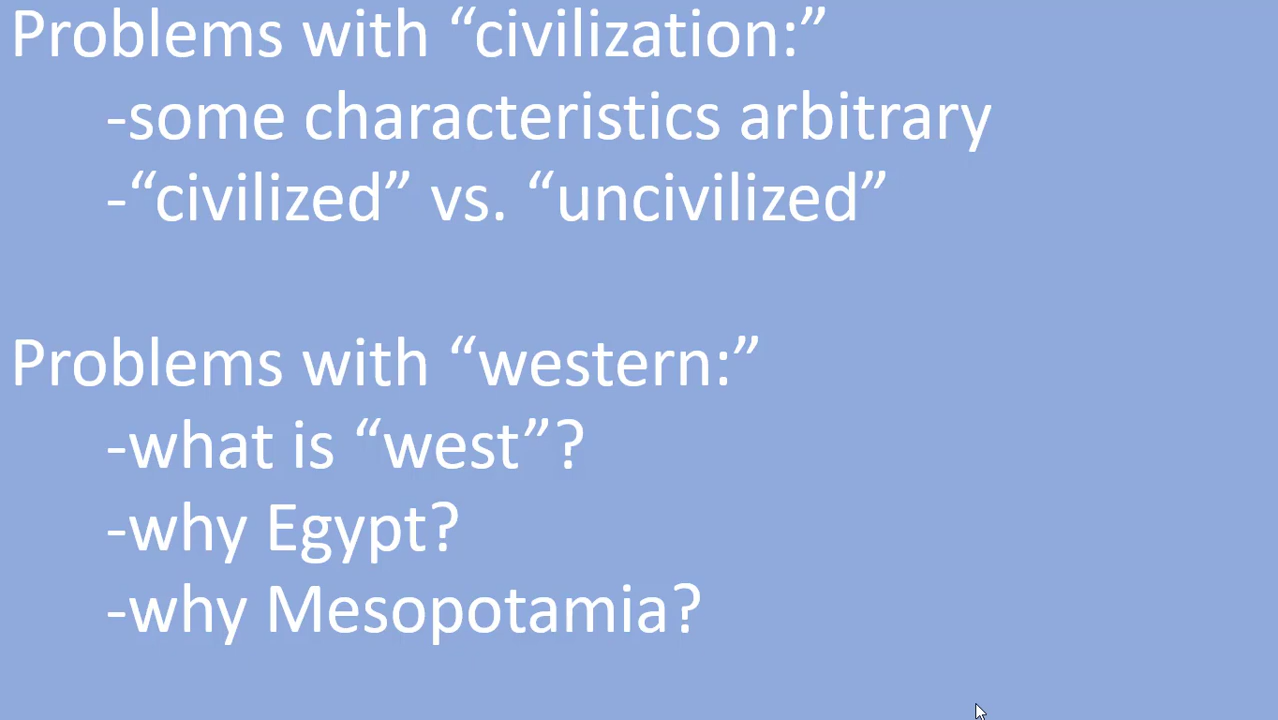 Problems with “civilization:”
-some characteristics arbitrary
-“civilized” vs. “uncivilized”
Problems with “western:”
-what is “west”?
-why Egypt?
-why Mesopotamia?